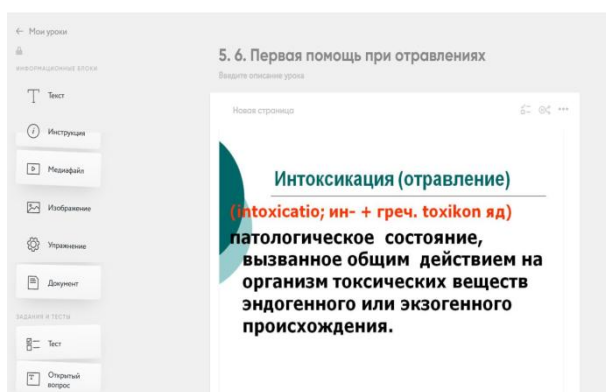 ← Мои уроки
ИНФОРМАЦИОННЫЕ БЛОКИ
Текст
Инструкция
Медиафайл
Изображение
Упражнение
Документ
ЗАДАНИЯ И ТЕСТЫ
Тест
Открытый
вопрос
5. 6. Первая помощь при отравлениях
Введите описание урока
Новая страница
Интоксикация (отравление)
(intoxicatio; ин- + греч. toxikon яд)
патологическое состояние,
вызванное общим действием на
организм токсических веществ
эндогенного или экзогенного
происхождения.